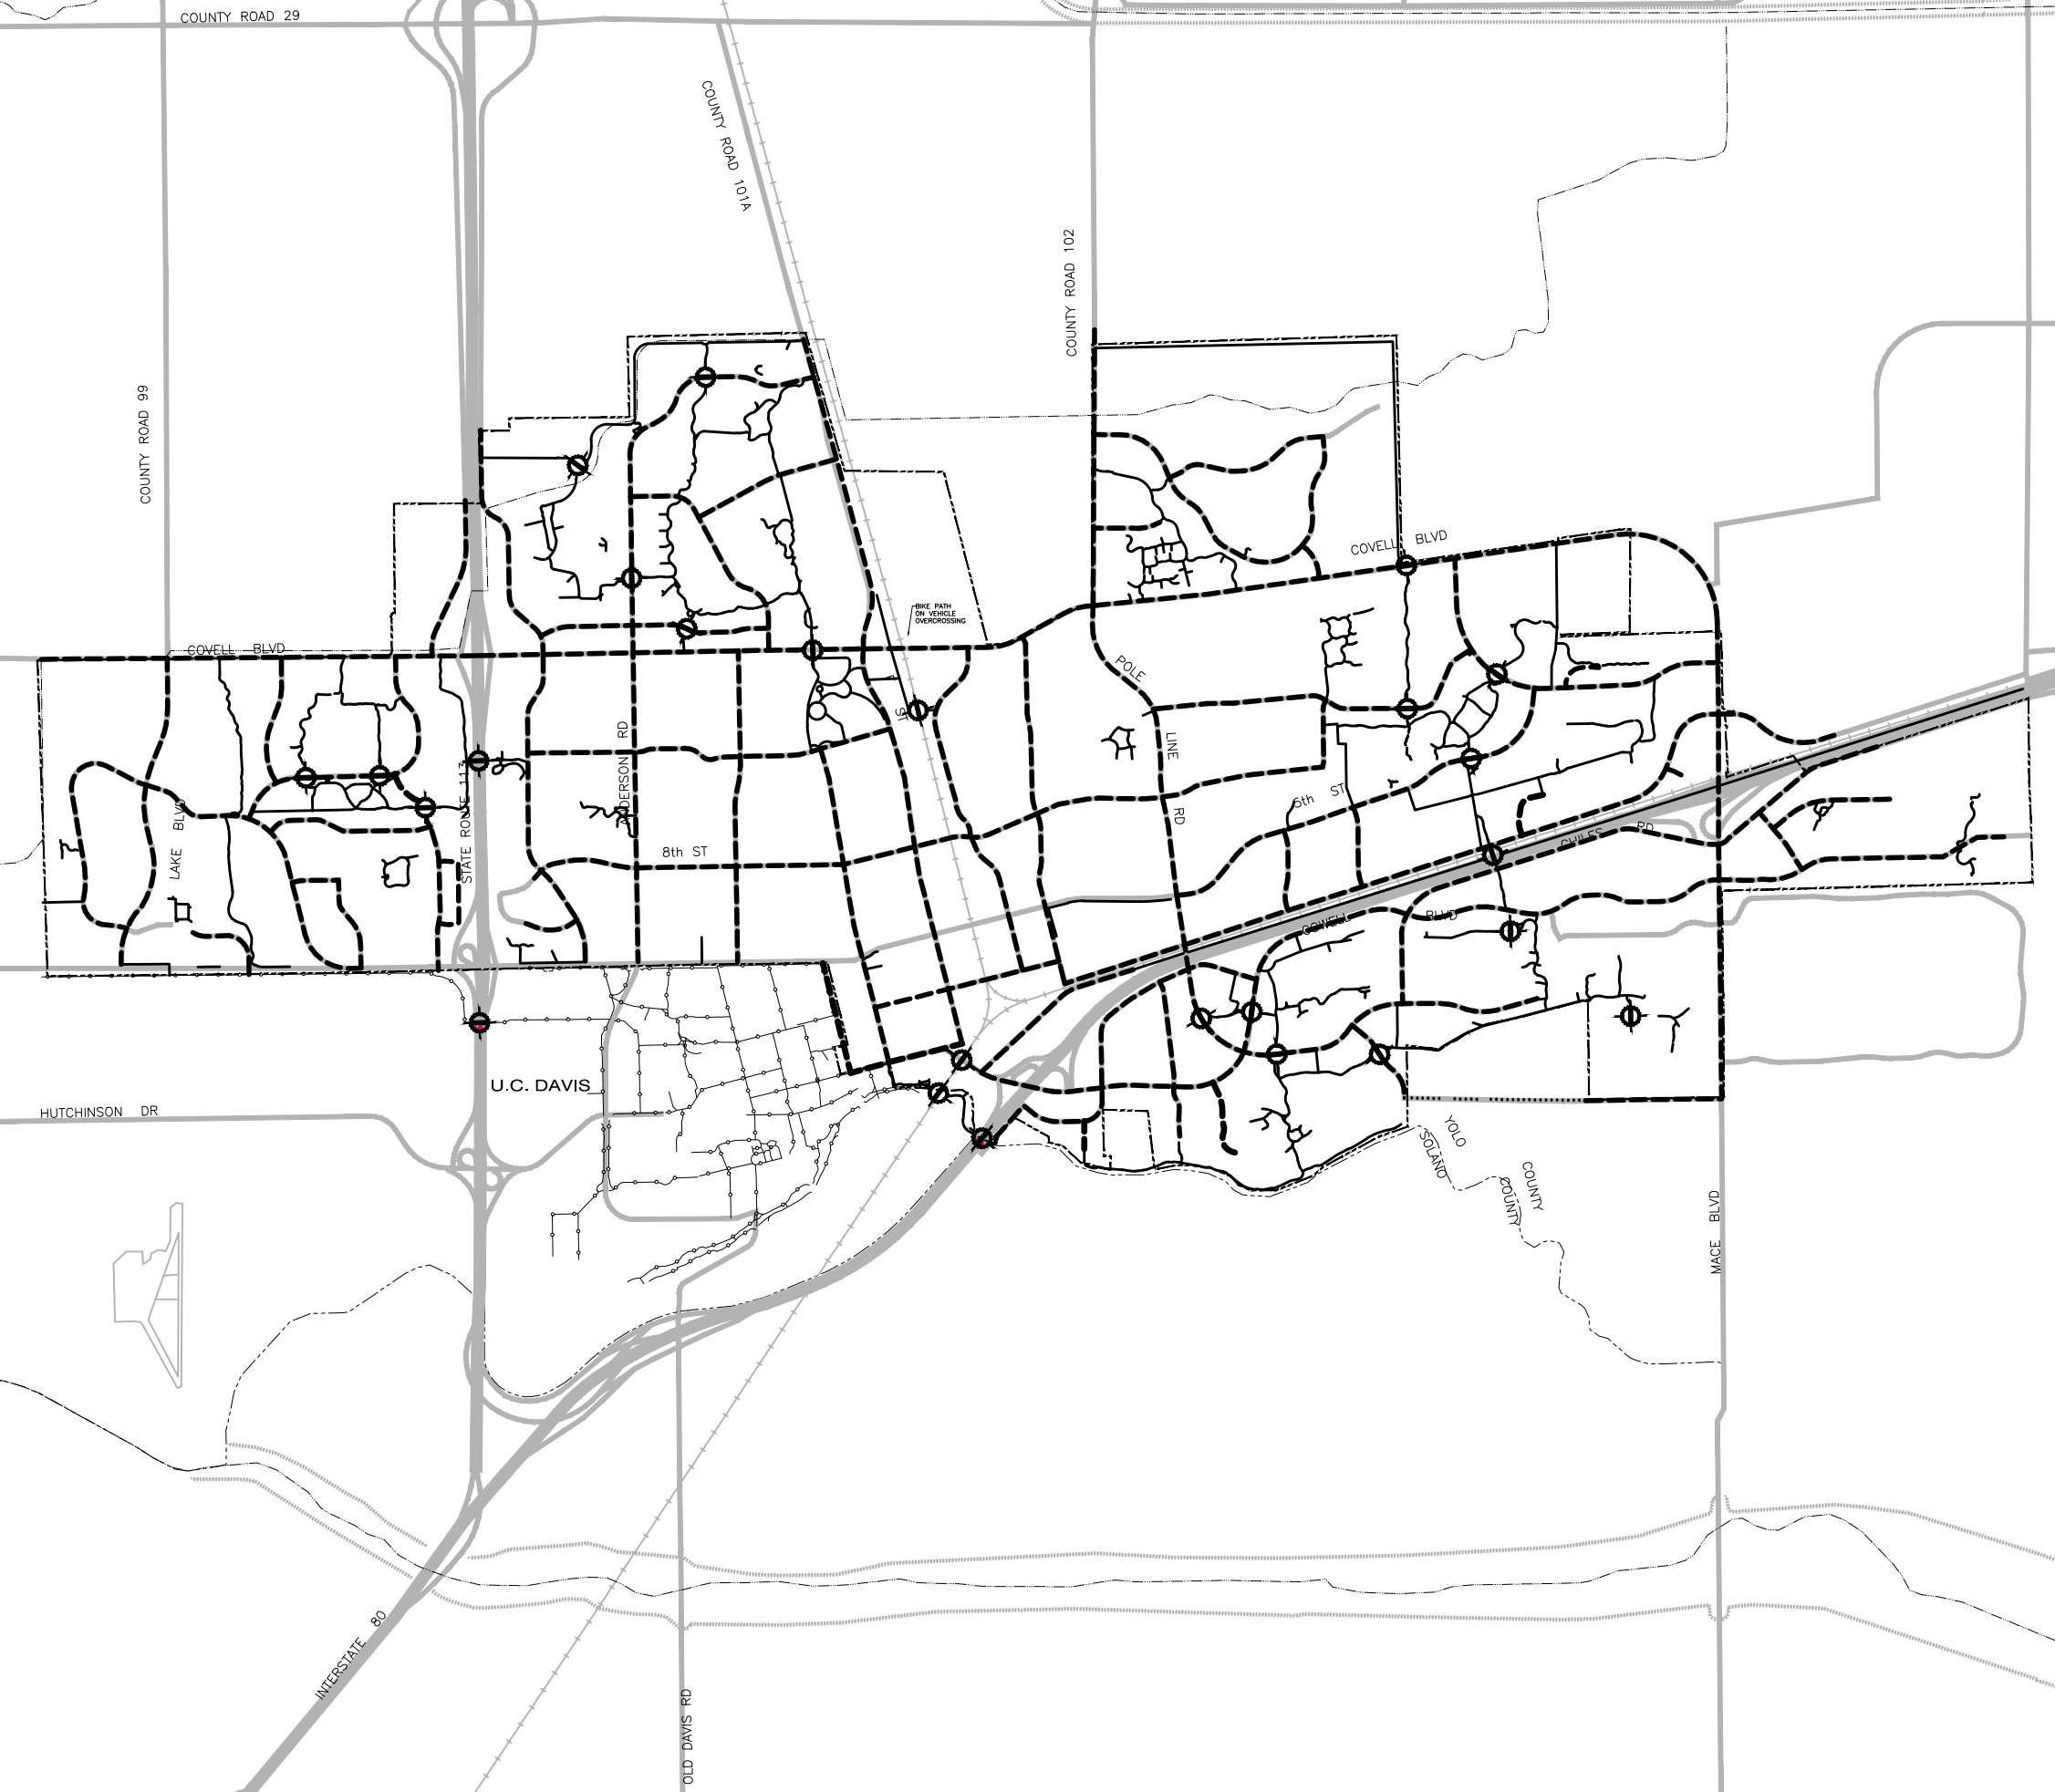 COUNTY ROAD 29
COUNTY ROAD 101A
COUNTY ROAD 102
COUNTY ROAD 99
COVELL BLVD
BIKE PATH
ON VEHICLE
OVERCROSSING
COVELL BLVD
POLE
LINE
RD
ST
ANDERSON RD
STATE ROUTE 113
LAKE BLVD
8th ST
5th ST
CHILES RD
COWELL BLVD
U.C. DAVIS
HUTCHINSON DR
YOLO COUNTY
SOLANO COUNTY
MACE BLVD
INTERSTATE 80
OLD DAVIS RD